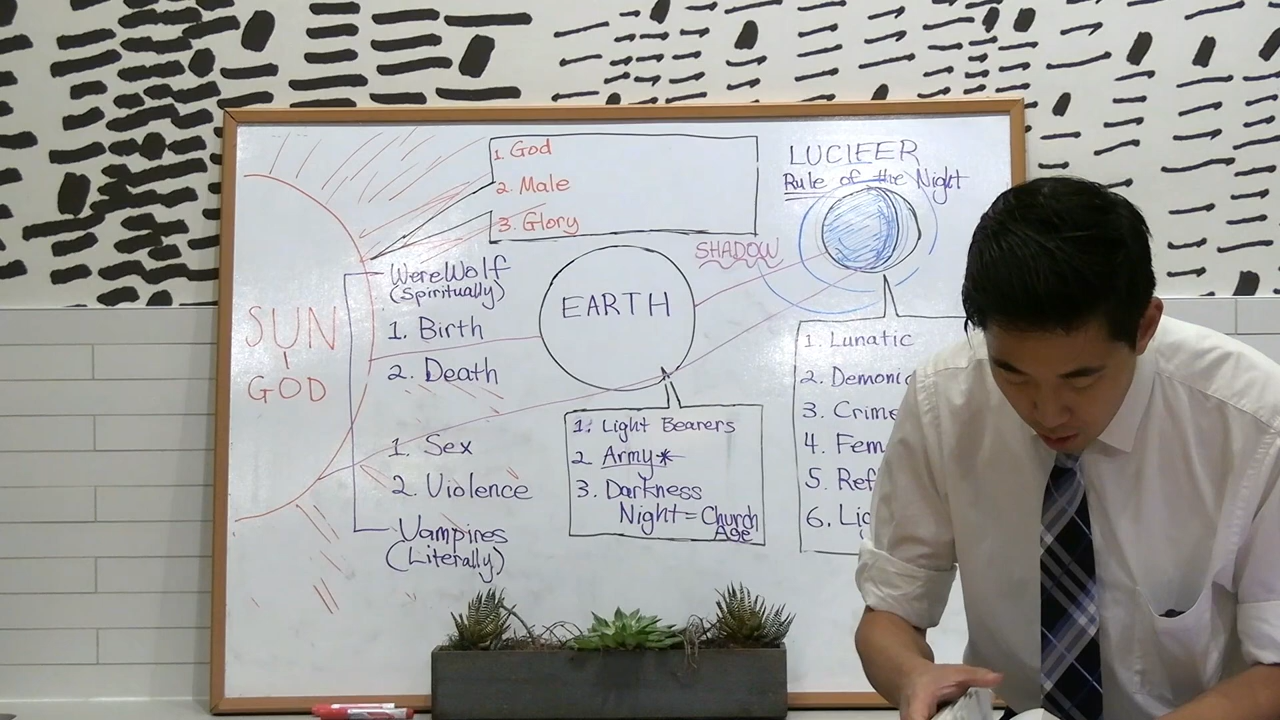 1. God
2. Male
3. Glory
LUCIFER
Rule of the Night
SHADOW
SUN
GOD
WereWolf
(Spiritually)
1. Birth
2. Death
1. Sex
2. Violence
Vampires
(Literally)
EARTH
1. Light Bearers
2 Army*
3. Darkness
Night = Church
Age
1. Lunatic
2. Demonic
3. Crime
4. Fem
5. Ref
6. Lig